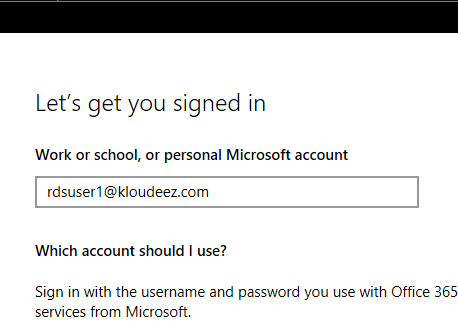 Let's get you signed in
Work or school, or personal Microsoft account
rdsuser1@kloudeez.com
Which account should I use?
Sign in with the username and password you use with Office 365
services from Microsoft.